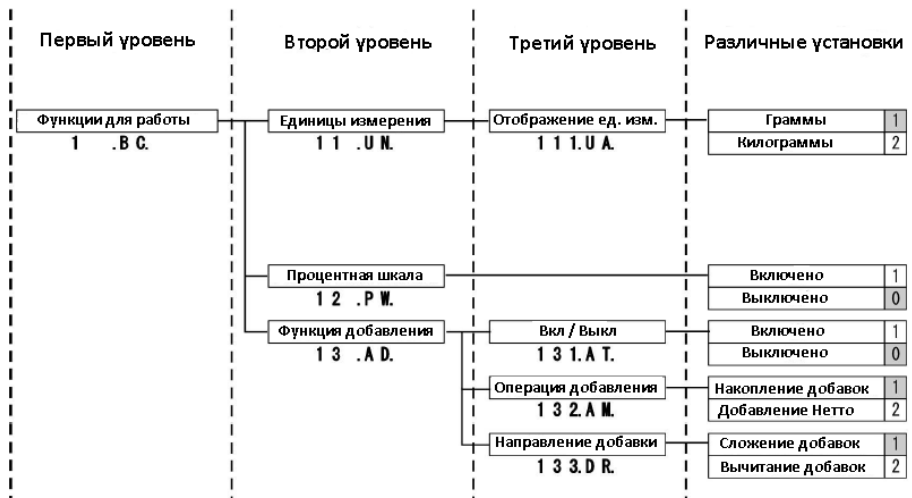 Первый уровень Второй уровень Третий уровень Различные установки
Функции для работы Единицы измерения Отображение ед. изм. Граммы 1
1 .B C. 1 1 .U N. 1 1 1.U A. Килограммы 2
Процентная шкала Включено 1
1 2 .P W. Выключено 0
Функция добавления Вкл / Выкл Включено 1
1 3 .A D. 1 3 1.A T. Выключено 0
Операция добавления Накопление добавок 1
1 3 2.A M. Добавление Нетто 2
Направление добавки Сложение добавок 1
1 3 3.D R. Вычитание добавок 2